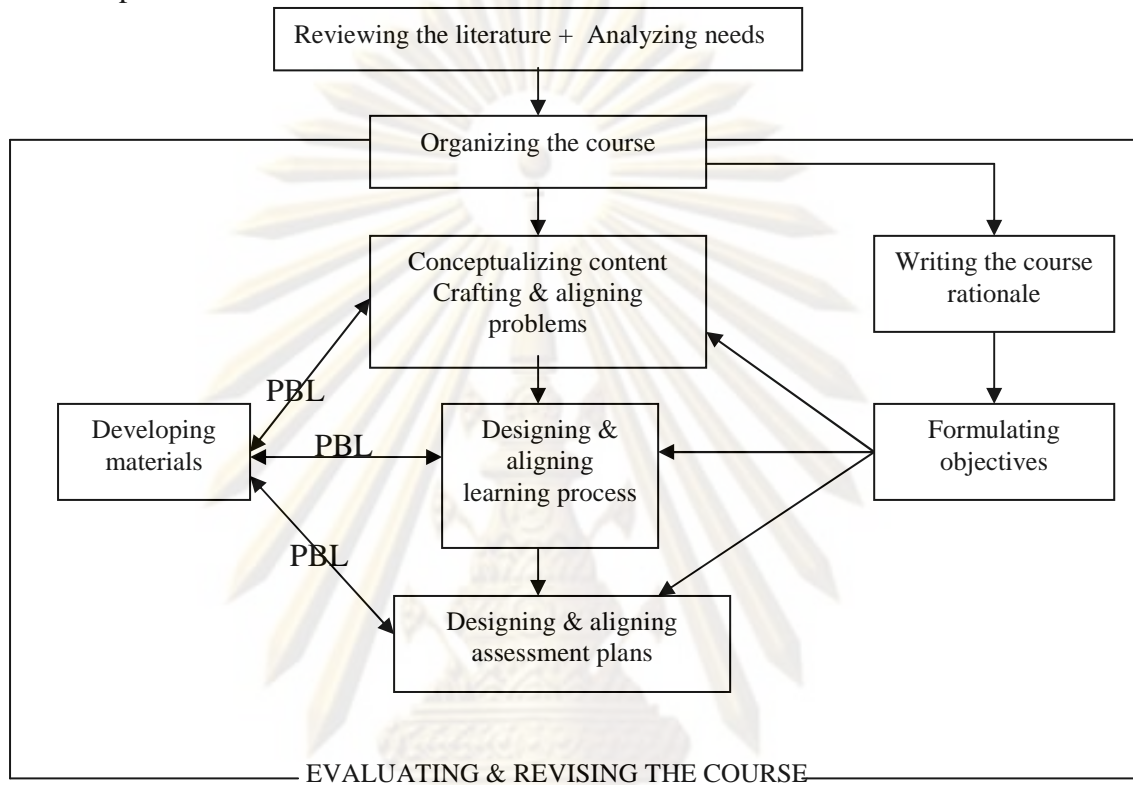 Reviewing the literature + Analyzing needs
Organizing the course
Conceptualizing content
Crafting & aligning
problems
Writing the course
rationale
PBL
Developing
materials
PBL
Designing &
aligning
learning process
Formulating
objectives
PBL
Designing & aligning
assessment plans
EVALUATING & REVISING THE COURSE